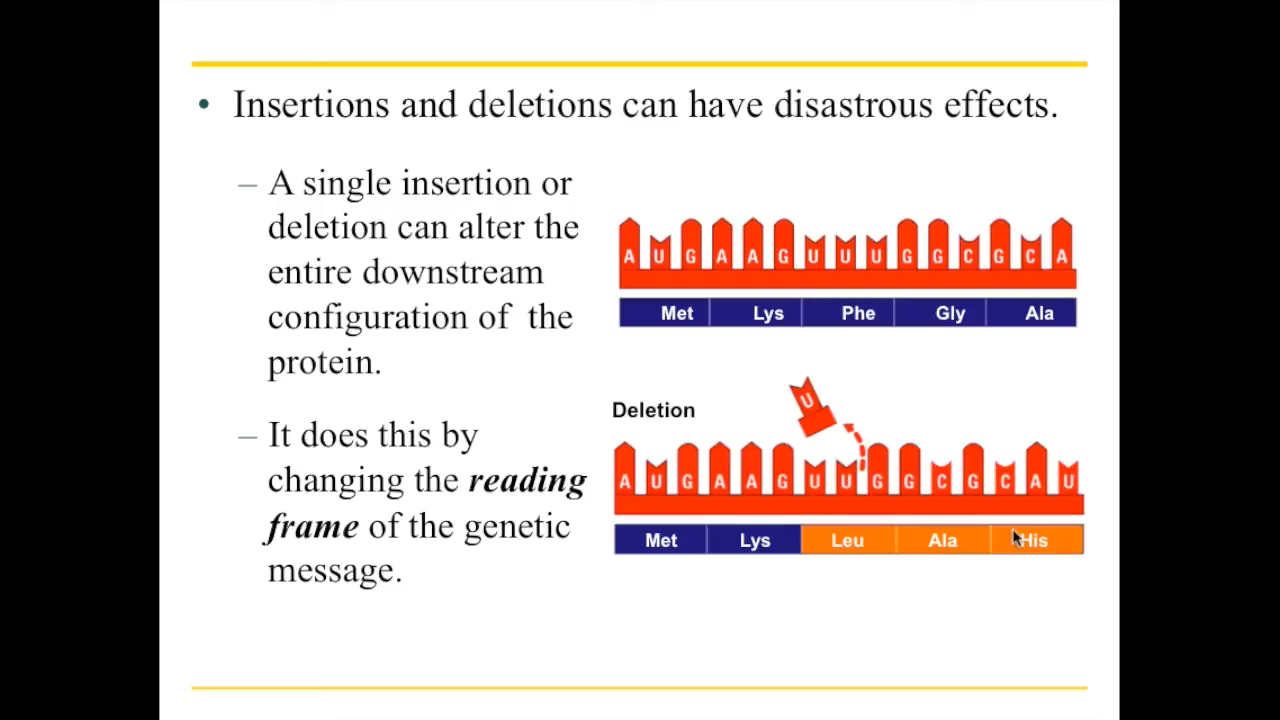 • Insertions and deletions can have disastrous effects.
– A single insertion or
deletion can alter the
entire downstream
configuration of the
protein.
– It does this by
changing the reading
frame of the genetic
message.
A U G A A G U U U G G C G C A
Met Lys Phe Gly Ala
U
Deletion
A U G A A G U U G G C G C A U
Met Lys Leu Ala His